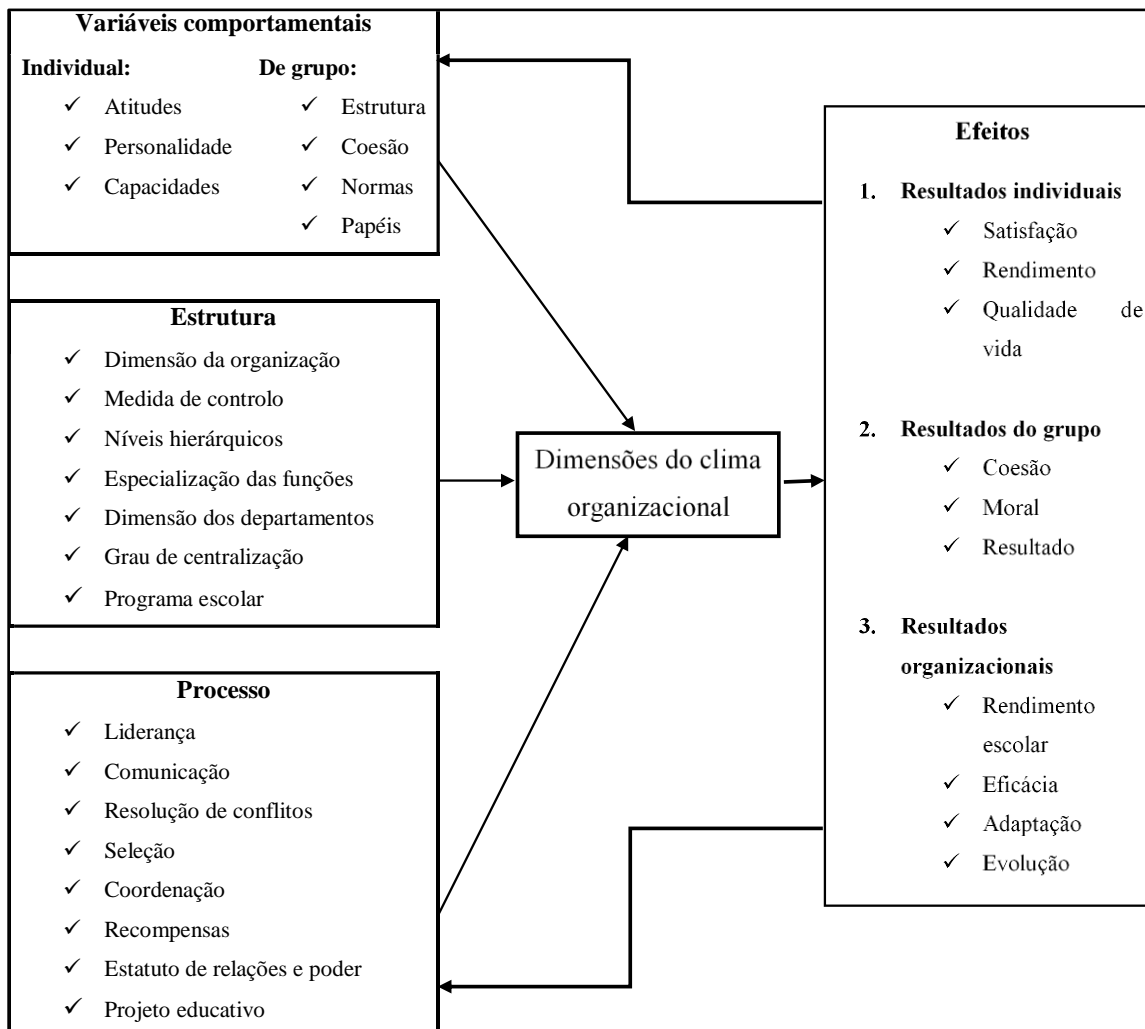 Variáveis comportamentais
Individual:
Atitudes
Personalidade
Capacidades
De grupo:
Estrutura
Coesão
Normas
Papéis
Estrutura
Dimensão da organização
Medida de controlo
Níveis hierárquicos
Especialização das funções
Dimensão dos departamentos
Grau de centralização
Programa escolar
Processo
Liderança
Comunicação
Resolução de conflitos
Seleção
Coordenação
Recompensas
Estatuto de relações e poder
Projeto educativo
Dimensões do clima
organizacional
Efeitos
1. Resultados individuais
Satisfação
Rendimento
Qualidade de
vida
2. Resultados do grupo
Coesão
Moral
Resultado
3. Resultados
organizacionais
Rendimento
escolar
Eficácia
Adaptação
Evolução